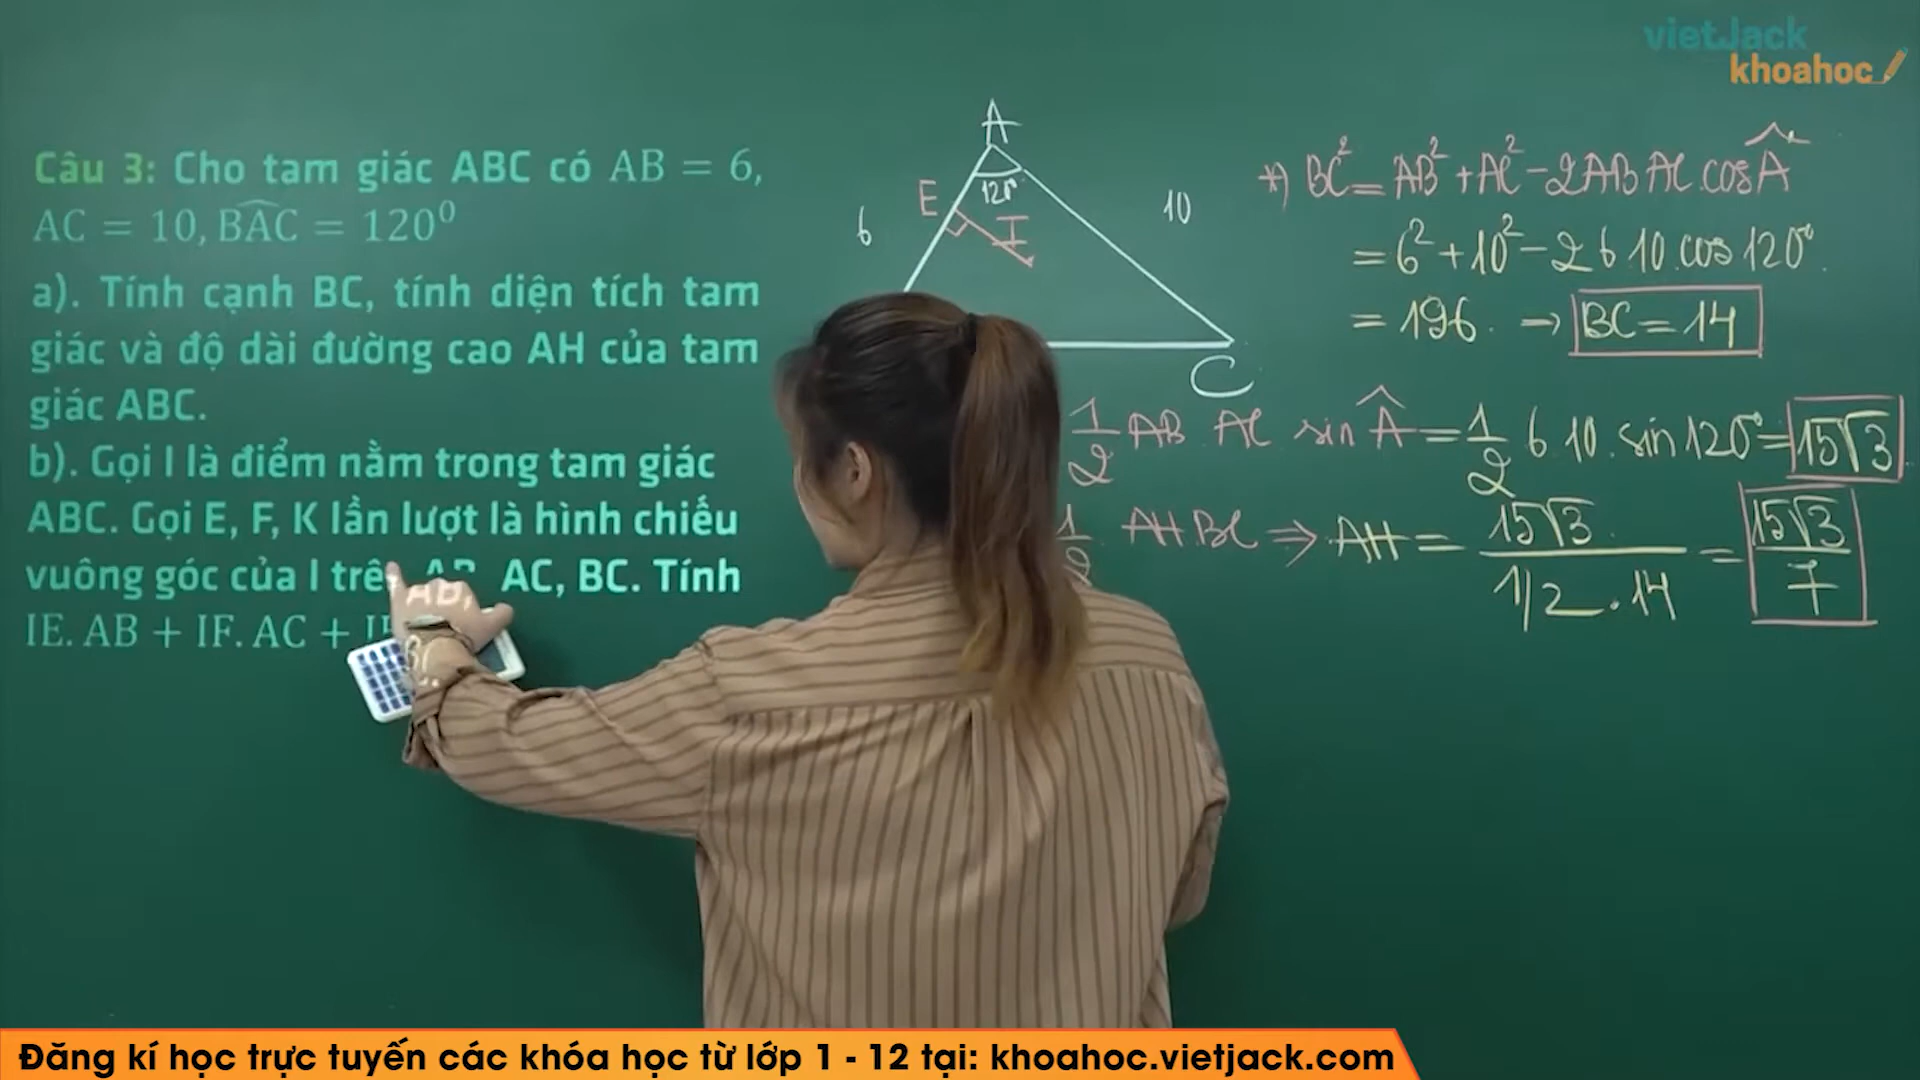 vietJack
khoahoc
Câu 3: Cho tam giác ABC có AB = 6,
AC = 10, \widehat{BAC} = 120⁰
a). Tính cạnh BC, tính diện tích tam
giác và độ dài đường cao AH của tam
giác ABC.
b). Gọi I là điểm nằm trong tam giác
ABC. Gọi E, F, K lần lượt là hình chiếu
vuông góc của I trên AB, AC, BC. Tính
IE. AB + IF. AC +
A
120°
E
I
6
10
C
*) BC² = AB² + AC² - 2AB AC. cos \widehat{A}
= 6² + 10² - 2 6 10. cos 120°.
= 196. → BC = 14
1/2 AB AC sin \widehat{A} = 1/2 6 10. sin 120° = 15√3
1/2 AH BC ⇒ AH = 15√3 / 1/2 . 14 = 15√3 / 7
Đăng kí học trực tuyến các khóa học từ lớp 1 - 12 tại: khoahoc.vietjack.com